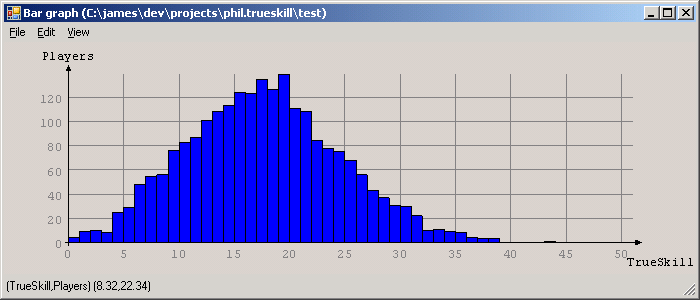 Bar graph (C:\james\dev\projects\phil.trueskill\test)
File Edit View
Players
120
100
80
60
40
20
0
0 5 10 15 20 25 30 35 40 45 50
TrueSkill
(TrueSkill,Players) (8.32,22.34)